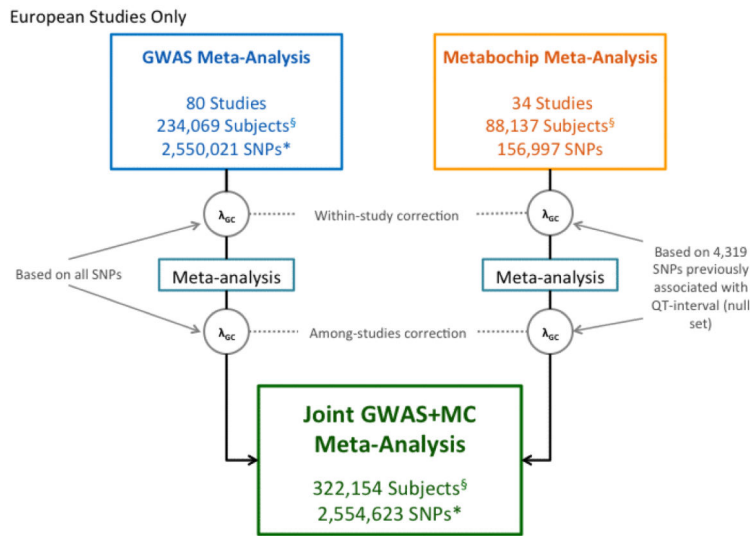 European Studies Only
GWAS Meta-Analysis
80 Studies
234,069 Subjects§
2,550,021 SNPs*
Metabochip Meta-Analysis
34 Studies
88,137 Subjects§
156,997 SNPs
λGC
Within-study correction
λGC
Based on all SNPs
Meta-analysis
Meta-analysis
Based on 4,319
SNPs previously
associated with
QT-interval (null
set)
λGC
Among-studies correction
λGC
Joint GWAS+MC
Meta-Analysis
322,154 Subjects§
2,554,623 SNPs*